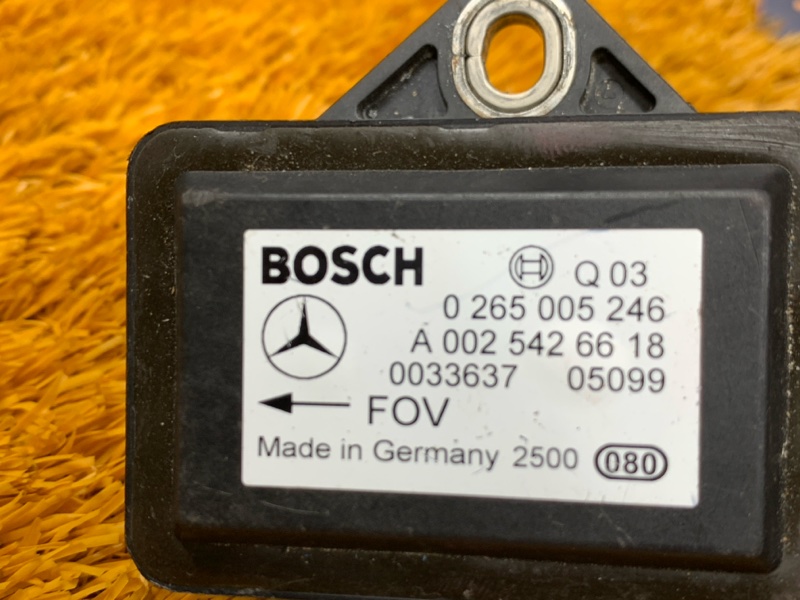 BOSCH Q 03
0 265 005 246
A 002 542 66 18
0033637 05099
FOV
Made in Germany 2500 080